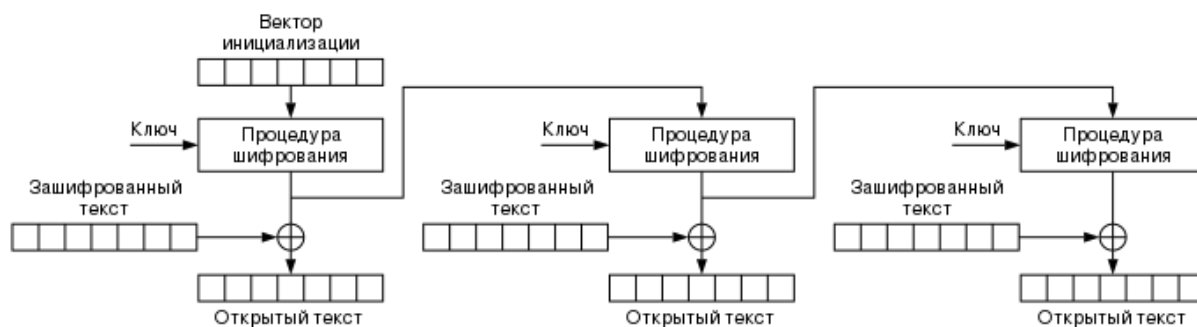 Вектор
инициализации
Ключ
Процедура
шифрования
Ключ
Процедура
шифрования
Ключ
Процедура
шифрования
Зашифрованный
текст
Зашифрованный
текст
Зашифрованный
текст
Открытый текст
Открытый текст
Открытый текст